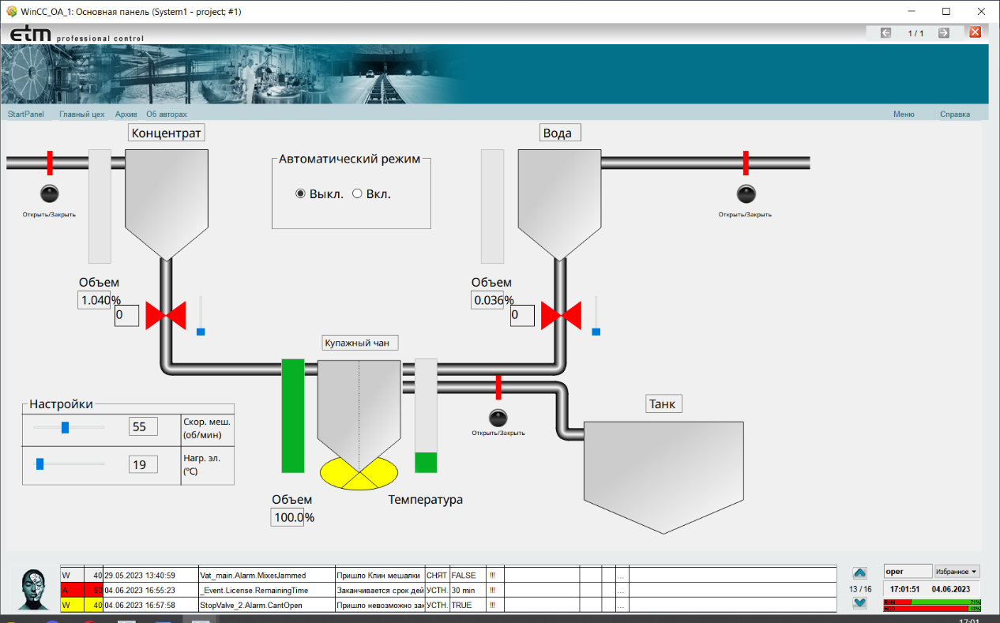 WinCC_OA_1: Основная панель (System1 - project; #1)
etm professional control
1 / 1
StartPanel Главный цех Архив Об авторах Меню Справка
Концентрат
Вода
Автоматический режим
Выкл. Вкл.
Открыть/Закрыть
Открыть/Закрыть
Объем
1.040%
0
Объем
0.036%
0
Купажный чан
Настройки
55
Скор. меш.
(об/мин)
19
Нагр. эл.
(°C)
Открыть/Закрыть
Танк
Объем
100.0%
Температура
W 40 29.05.2023 13:40:59 Vat_main.Alarm.MixerJammed Пришло Клин мешалки СНЯТ FALSE !!! ...
A 60 04.06.2023 16:55:23 _Event.License.RemainingTime Заканчивается срок дей УСТН. 30 min !!! ...
W 40 04.06.2023 16:57:58 StopValve_2.Alarm.CantOpen Пришло невозможно зак УСТН. TRUE !!! ...
13 / 16
oper Избранное
17:01:51 04.06.2023
RAM 71%
HDD 13%
17:01